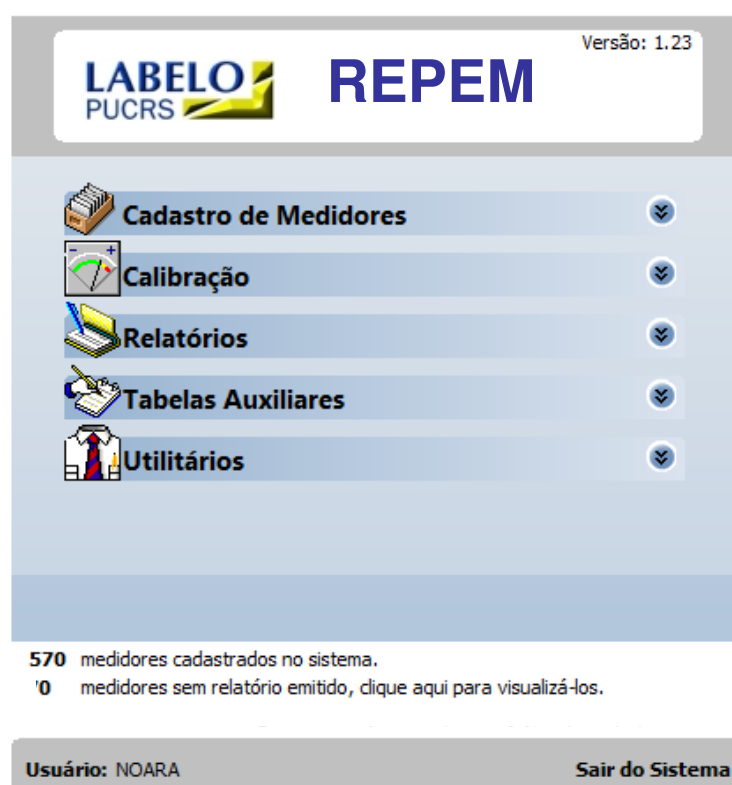 Versão: 1.23
LABELO
PUCRS
REPEM
Cadastro de Medidores
Calibração
Relatórios
Tabelas Auxiliares
Utilitários
570 medidores cadastrados no sistema.
medidores sem relatório emitido, clique aqui para visualizá-los.
Usuário: NOARA
Sair do Sistema